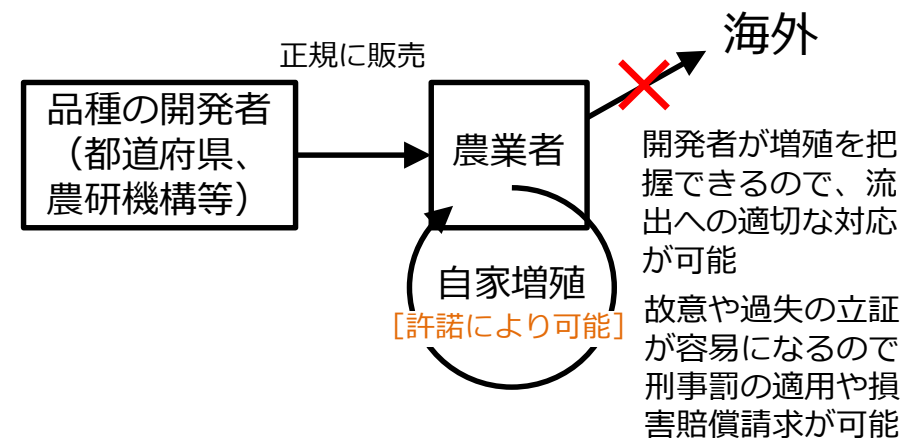 海外
正規に販売
品種の開発者
（都道府県、
農研機構等）
農業者
開発者が増殖を把
握できるので、流
出への適切な対応
が可能
自家増殖
［許諾により可能］
故意や過失の立証
が容易になるので
刑事罰の適用や損
害賠償請求が可能